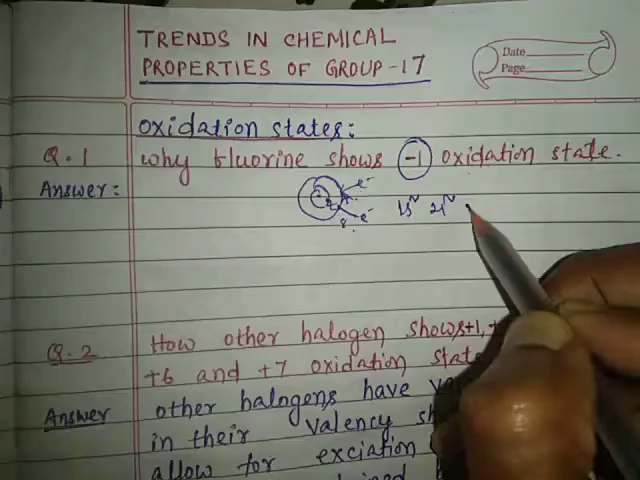 TRENDS IN CHEMICAL
PROPERTIES OF GROUP-17
Date
Page
Oxidation states:
Q.1 why fluorine shows -1 oxidation state.
Answer:
e⁻
e⁻
1s² 2s²
Q.2 How other halogen shows +1,
+6 and +7 oxidation
Answer other halogens have
in their valency
allow for exciation